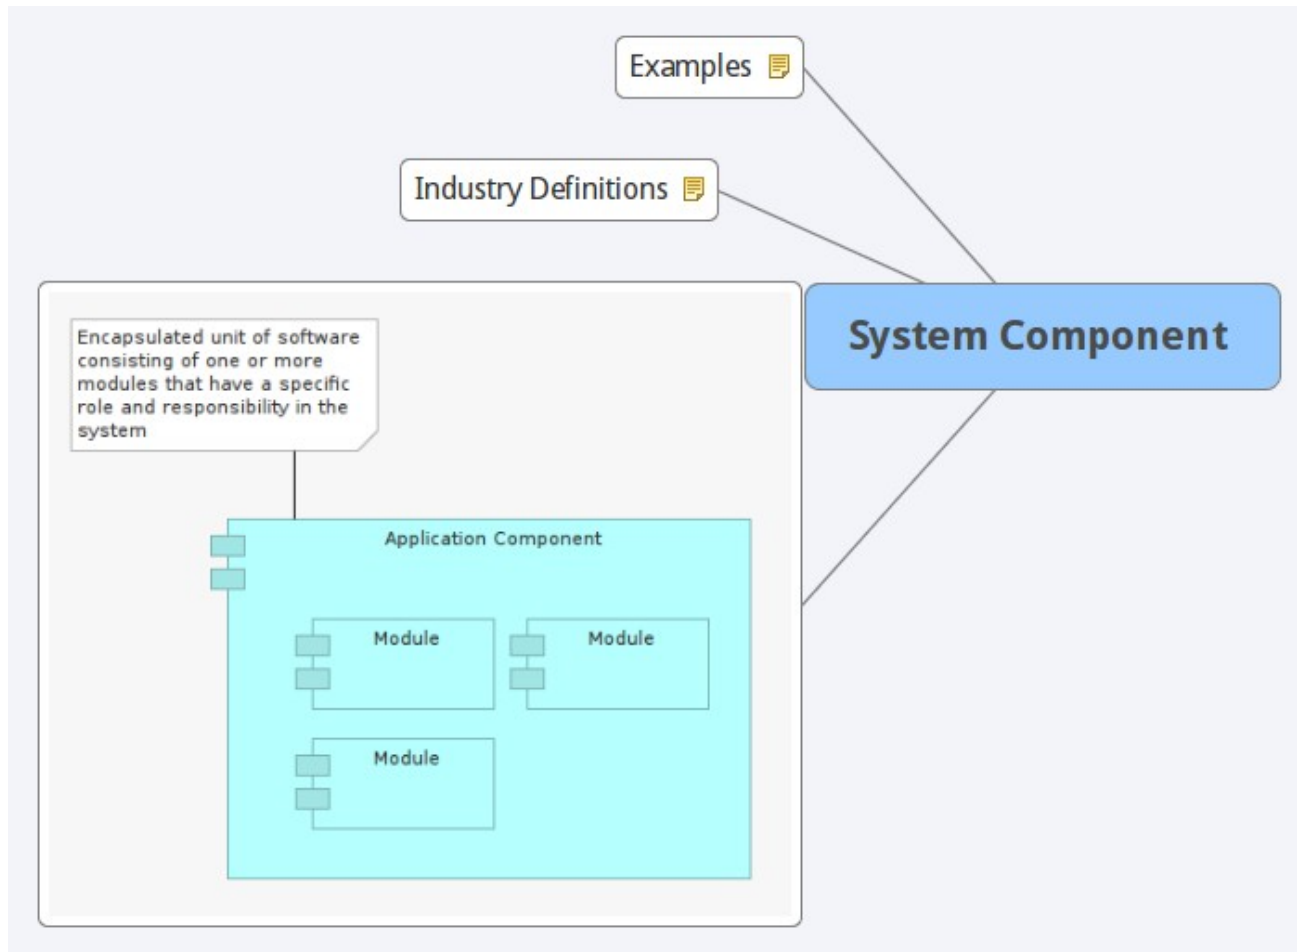 Examples
Industry Definitions
System Component
Encapsulated unit of software
consisting of one or more
modules that have a specific
role and responsibility in the
system
Application Component
Module
Module
Module